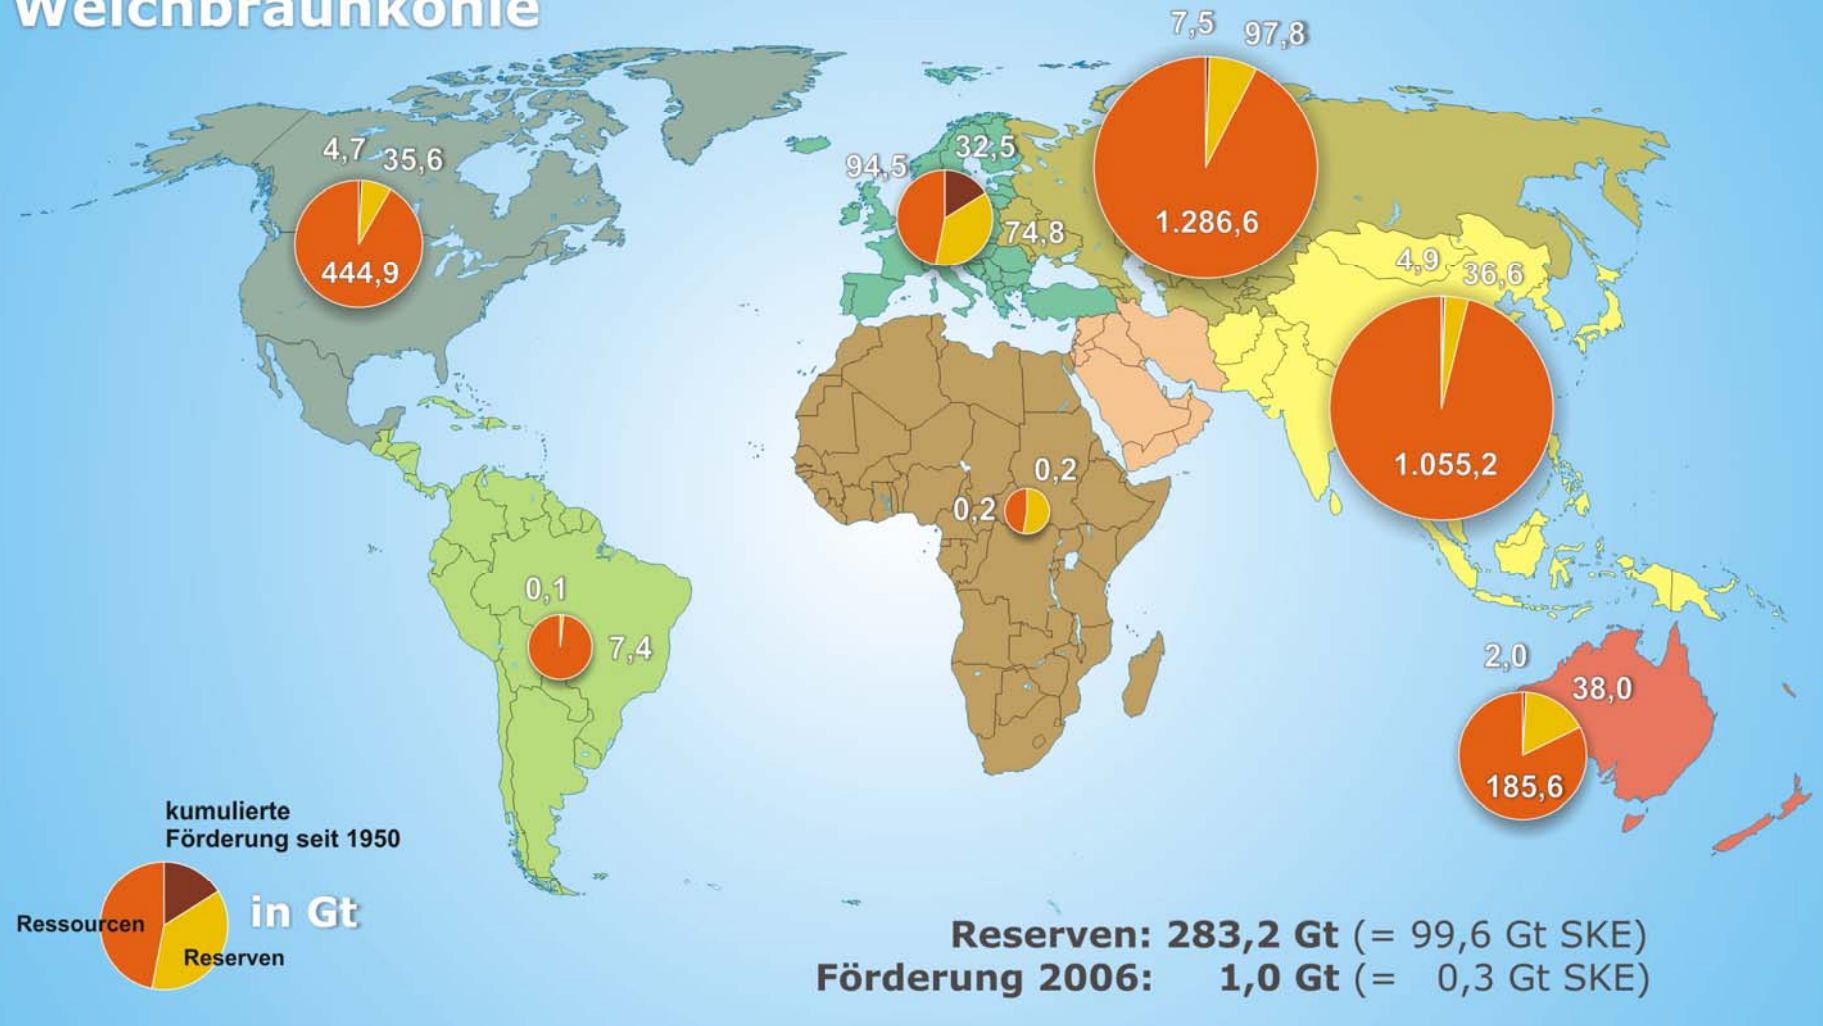 Weichbraunkohle
7,5 97,8
1.286,6
4,7 35,6
444,9
94,5 32,5
74,8
4,9 36,6
1.055,2
0,2
0,2
0,1
7,4
2,0
38,0
185,6
kumulierte
Förderung seit 1950
Ressourcen
in Gt
Reserven
Reserven: 283,2 Gt (= 99,6 Gt SKE)
Förderung 2006: 1,0 Gt (= 0,3 Gt SKE)